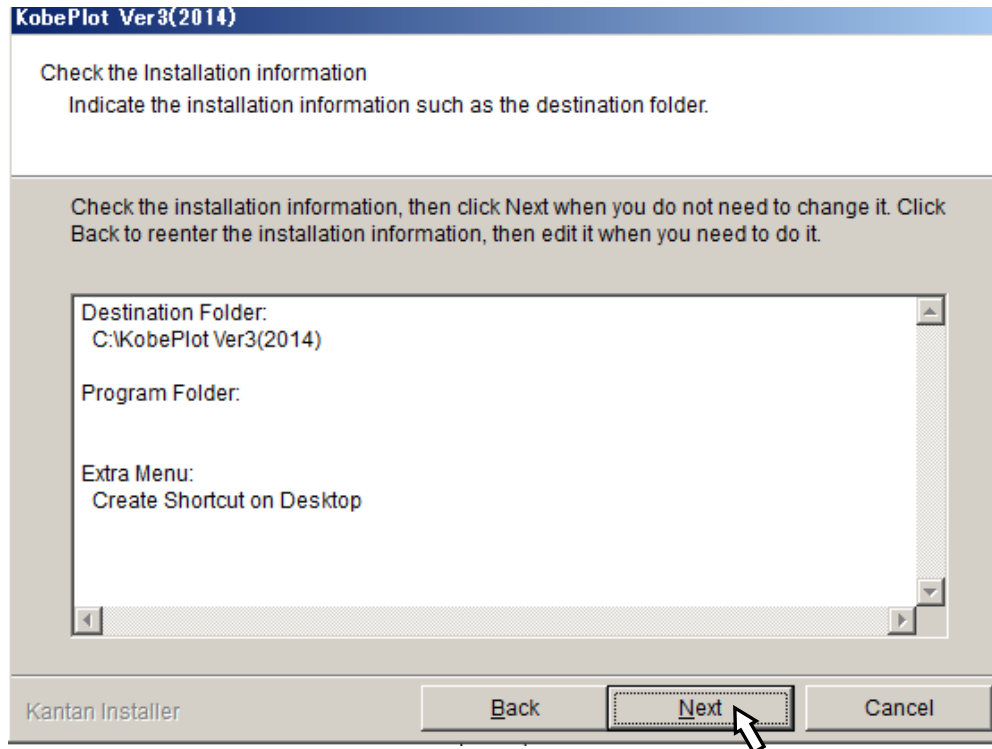 KobePlot Ver3(2014)
Check the Installation information
Indicate the installation information such as the destination folder.
Check the installation information, then click Next when you do not need to change it. Click
Back to reenter the installation information, then edit it when you need to do it.
Destination Folder:
C:\KobePlot Ver3(2014)
Program Folder:
Extra Menu:
Create Shortcut on Desktop
Kantan Installer
Back
Next
Cancel